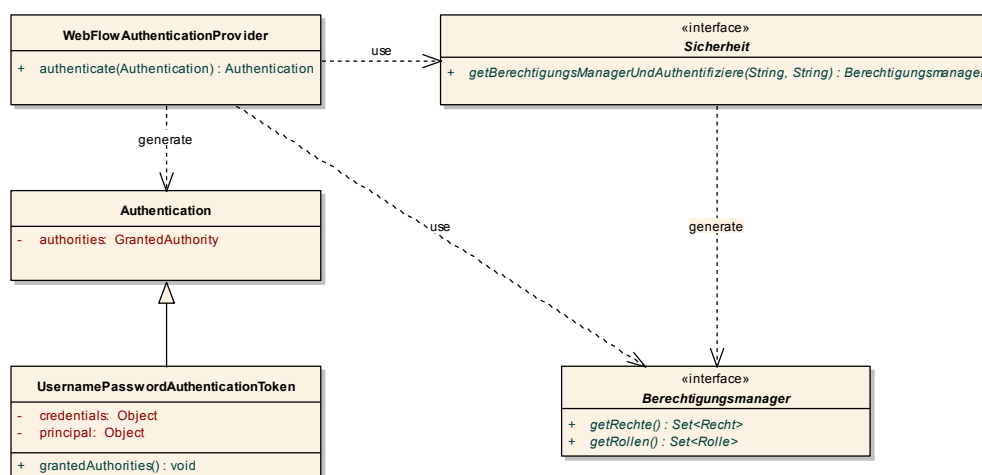 WebFlowAuthenticationProvider
+ authenticate(Authentication) : Authentication
use
«interface»
Sicherheit
+ getBerechtigungsManagerUndAuthentifiziere(String, String) : Berechtigungsmanager
generate
Authentication
- authorities: GrantedAuthority
use
generate
UsernamePasswordAuthenticationToken
- credentials: Object
- principal: Object
+ grantedAuthorities() : void
«interface»
Berechtigungsmanager
+ getRechte() : Set<Recht>
+ getRollen() : Set<Rolle>